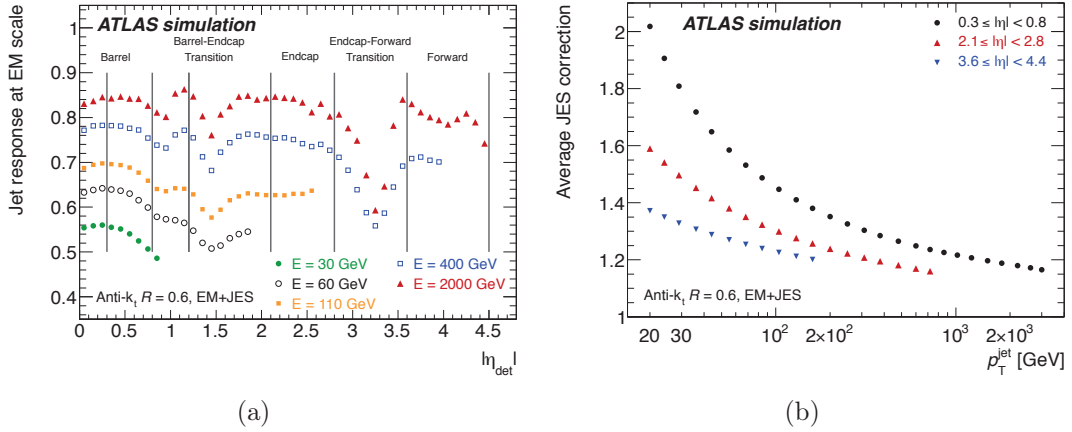 ATLAS simulation
Barrel-Endcap
Endcap-Forward
Barrel
Transition
Endcap
Transition
Forward
Jet response at EM scale
1
0.9
0.8
0.7
0.6
0.5
0.4
E = 30 GeV
E = 60 GeV
E = 110 GeV
E = 400 GeV
E = 2000 GeV
Anti-kt R = 0.6, EM+JES
0 0.5 1 1.5 2 2.5 3 3.5 4 4.5
|ηdet|
(a)
ATLAS simulation
0.3 ≤ |η| < 0.8
2.1 ≤ |η| < 2.8
3.6 ≤ |η| < 4.4
Average JES correction
2
1.8
1.6
1.4
1.2
1
Anti-kt R = 0.6, EM+JES
20 30 10² 2×10² 10³ 2×10³
pTjet [GeV]
(b)